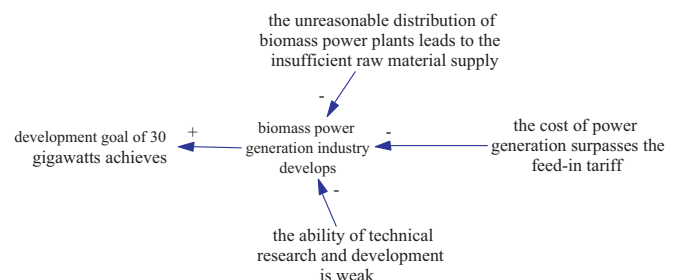 the unreasonable distribution of
biomass power plants leads to the
insufficient raw material supply
-
development goal of 30
gigawatts achieves
+
biomass power
generation industry
develops
-
the cost of power
generation surpasses the
feed-in tariff
-
the ability of technical
research and development
is weak